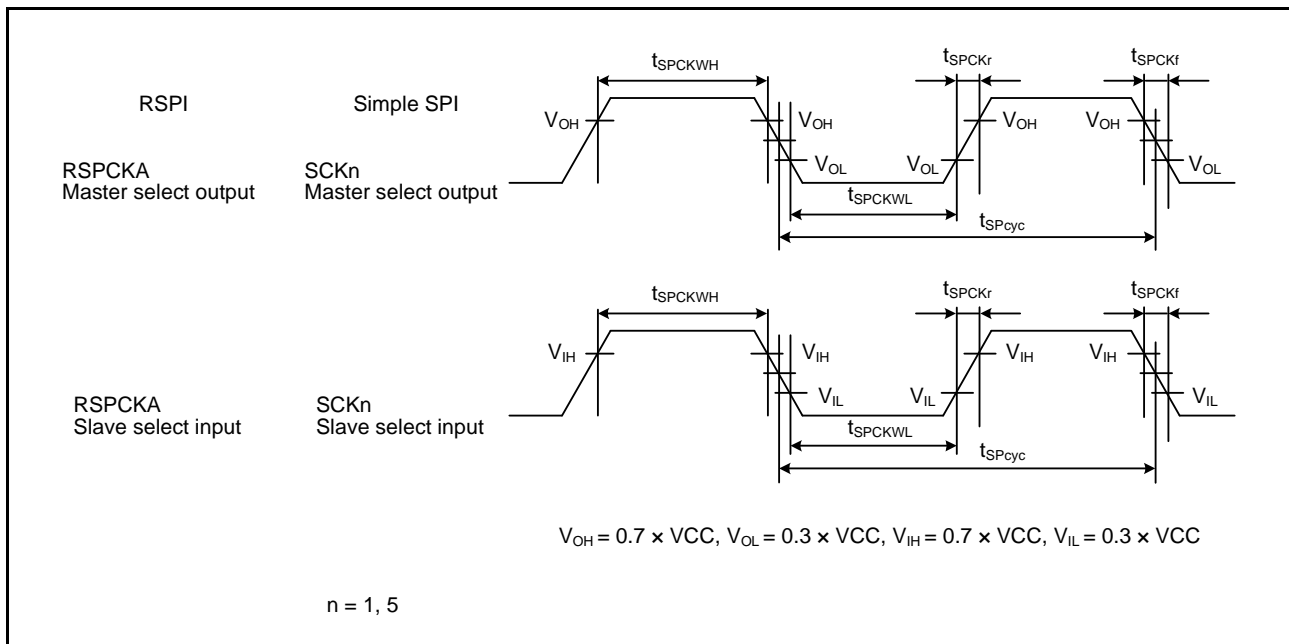 tSPCKWH
tSPCKr
tSPCKf
RSPI
Simple SPI
VOH
VOH
VOH
VOH
RSPCKA
Master select output
SCKn
Master select output
VOL
VOL
VOL
tSPCKWL
tSPcyc
tSPCKWH
tSPCKr
tSPCKf
VIH
VIH
VIH
VIH
RSPCKA
Slave select input
SCKn
Slave select input
VIL
VIL
VIL
tSPCKWL
tSPcyc
VOH = 0.7 × VCC, VOL = 0.3 × VCC, VIH = 0.7 × VCC, VIL = 0.3 × VCC
n = 1, 5